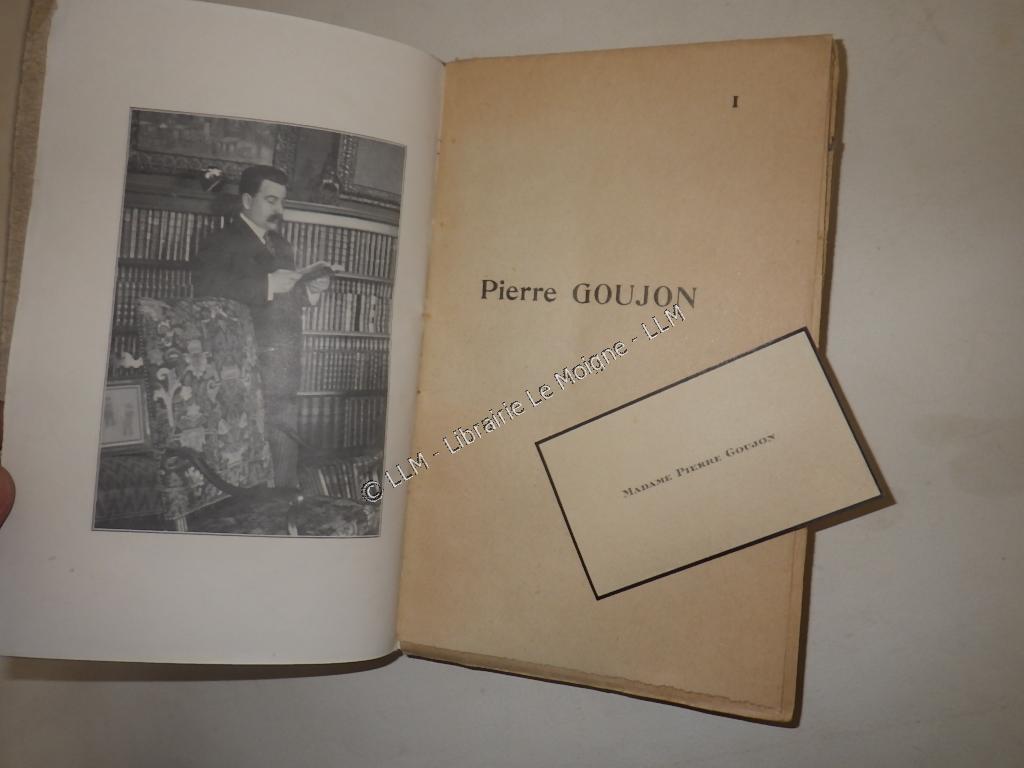 I
Pierre GOUJON
MADAME PIERRE GOUJON
© LLM - Librairie Le Moigne - LLM